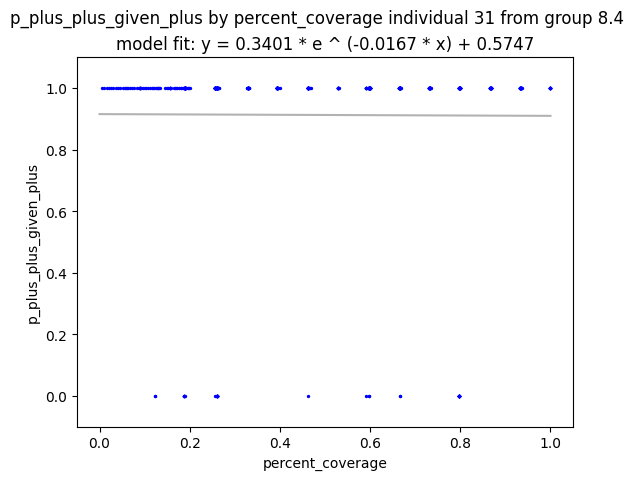 p_plus_plus_given_plus by percent_coverage individual 31 from group 8.4
model fit: y = 0.3401 * e ^ (-0.0167 * x) + 0.5747
1.0
0.8
0.6
0.4
0.2
0.0
p_plus_plus_given_plus
0.0 0.2 0.4 0.6 0.8 1.0
percent_coverage